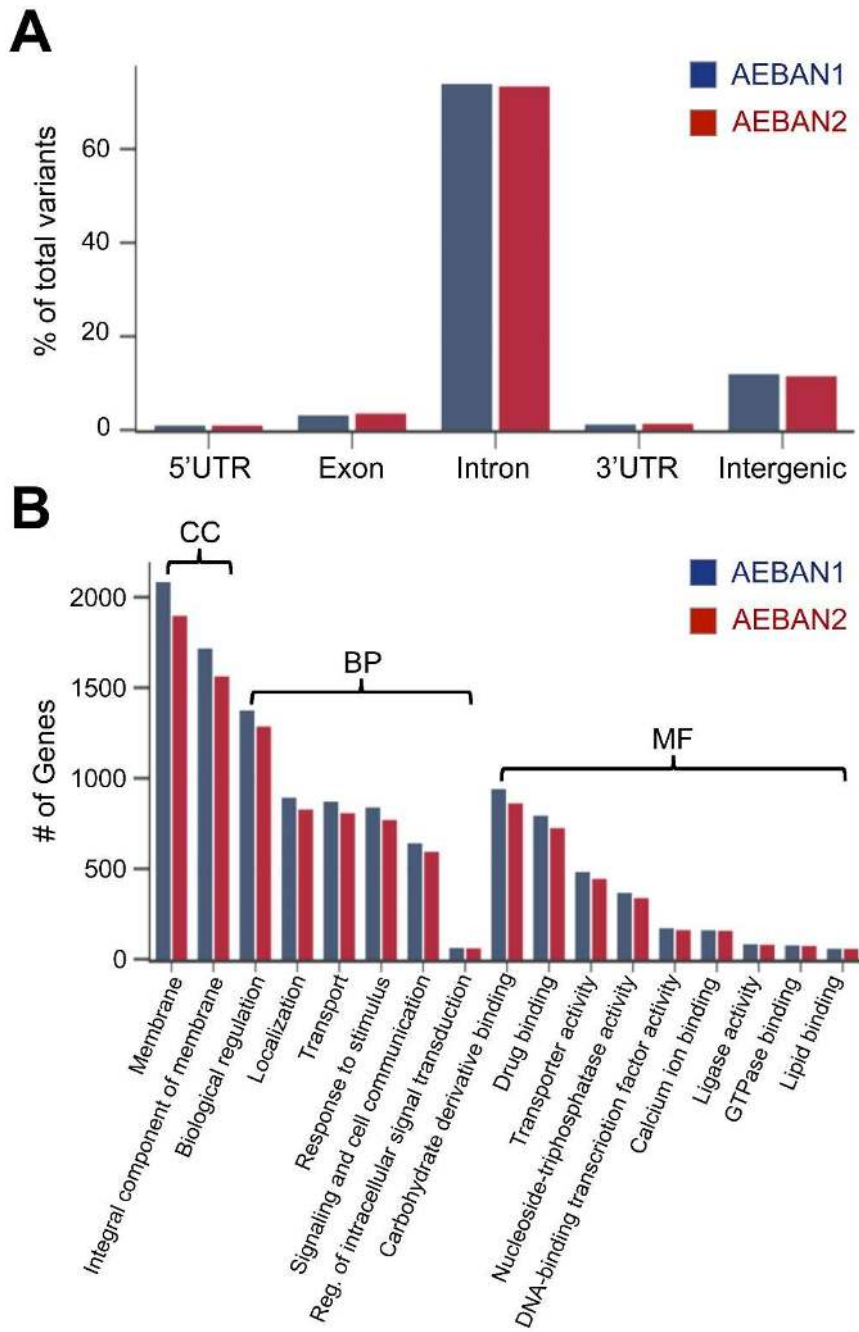 A
AEBAN1
AEBAN2
% of total variants
60
40
20
0
5'UTR
Exon
Intron
3'UTR
Intergenic
B
CC
AEBAN1
AEBAN2
BP
MF
# of Genes
2000
1500
1000
500
0
Membrane
Integral component of membrane
Biological regulation
Localization
Transport
Response to stimulus
Signaling and cell communication
Reg. of intracellular signal transduction
Carbohydrate derivative binding
Drug binding
Transporter activity
Nucleoside-triphosphatase activity
DNA-binding transcriotion factor activity
Calcium ion binding
Ligase activity
GTPase binding
Lipid binding